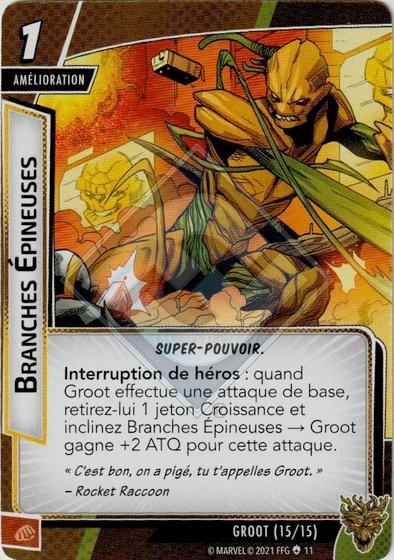 1
AMÉLIORATION
BRANCHES ÉPINEUSES
SUPER-POUVOIR.
Interruption de héros : quand
Groot effectue une attaque de base,
retirez-lui 1 jeton Croissance et
inclinez Branches Épineuses → Groot
gagne +2 ATQ pour cette attaque.
« C'est bon, on a pigé, tu t'appelles Groot. »
– Rocket Raccoon
GROOT (15/15)
© MARVEL © 2021 FFG 11